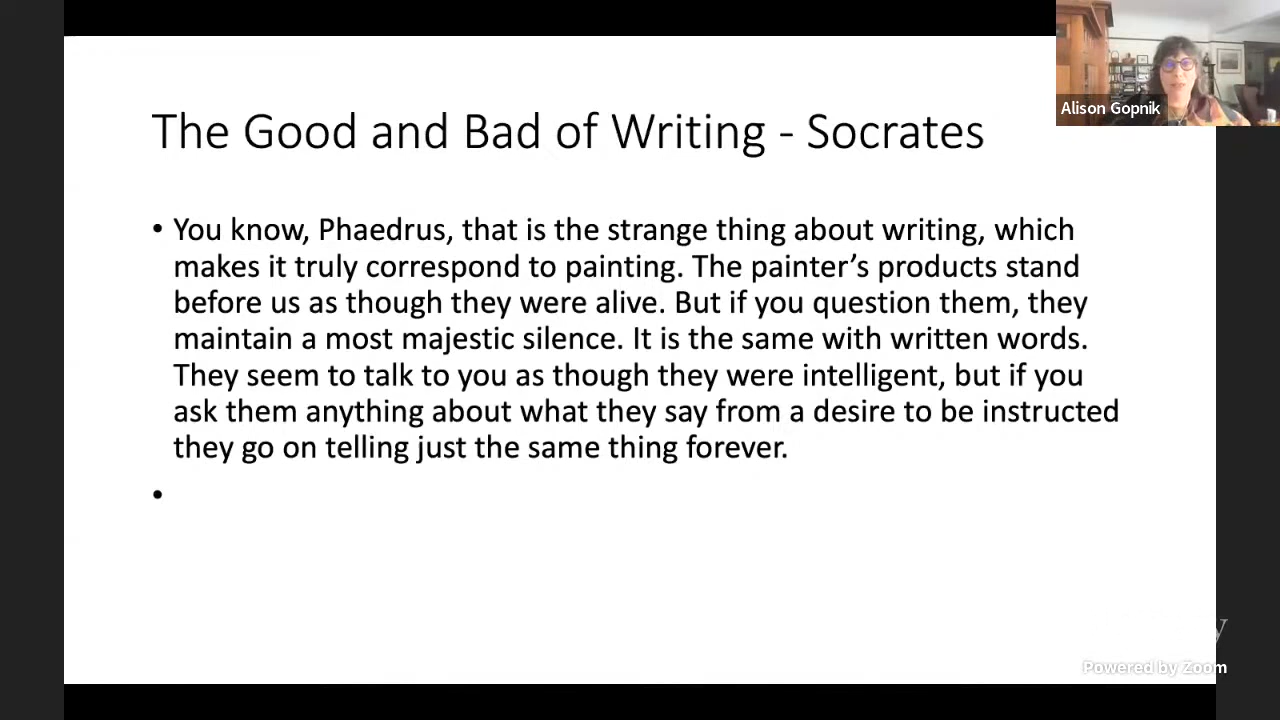 The Good and Bad of Writing - Socrates
Alison Gopnik
• You know, Phaedrus, that is the strange thing about writing, which
makes it truly correspond to painting. The painter’s products stand
before us as though they were alive. But if you question them, they
maintain a most majestic silence. It is the same with written words.
They seem to talk to you as though they were intelligent, but if you
ask them anything about what they say from a desire to be instructed
they go on telling just the same thing forever.
•
y
Powered by Zoom